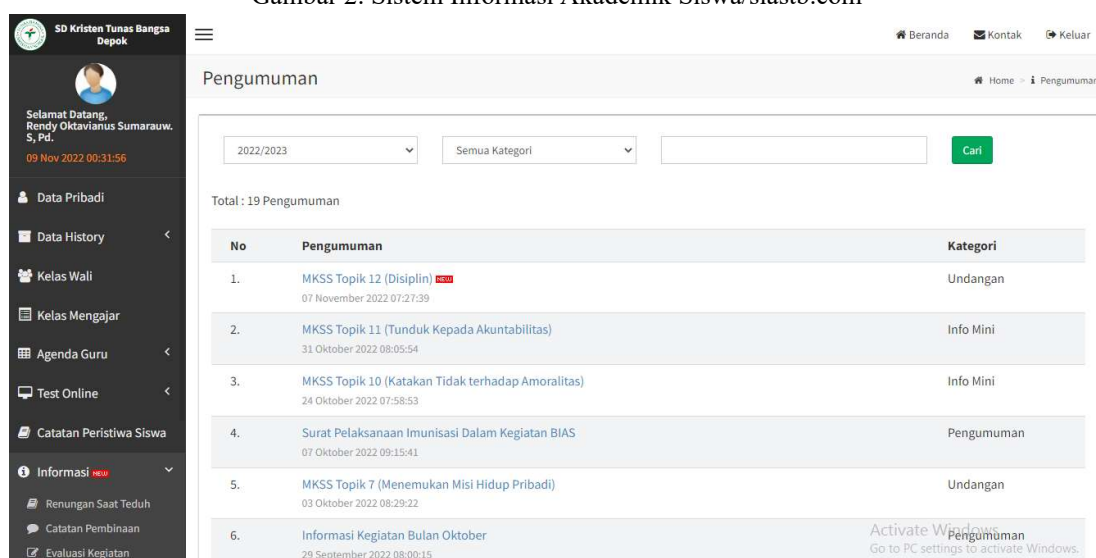 Gambar 2. Sistem Informasi Akademik Siswa/siastb.com
SD Kristen Tunas Bangsa
Depok
Beranda
Kontak
Keluar
Pengumuman
Home > i Pengumuman
Selamat Datang,
Rendy Oktavianus Sumarauw.
S, Pd.
09 Nov 2022 00:31:56
2022/2023
Semua Kategori
Cari
Data Pribadi
Data History
Kelas Wali
Kelas Mengajar
Agenda Guru
Test Online
Catatan Peristiwa Siswa
Informasi NEW
Renungan Saat Teduh
Catatan Pembinaan
Evaluasi Kegiatan
Total : 19 Pengumuman
No Pengumuman Kategori
1. MKSS Topik 12 (Disiplin) NEW Undangan
07 November 2022 07:27:39
2. MKSS Topik 11 (Tunduk Kepada Akuntabilitas) Info Mini
31 Oktober 2022 08:05:54
3. MKSS Topik 10 (Katakan Tidak terhadap Amoralitas) Info Mini
24 Oktober 2022 07:58:53
4. Surat Pelaksanaan Imunisasi Dalam Kegiatan BIAS Pengumuman
07 Oktober 2022 09:15:41
5. MKSS Topik 7 (Menemukan Misi Hidup Pribadi) Undangan
03 Oktober 2022 08:29:22
6. Informasi Kegiatan Bulan Oktober Pengumuman
29 September 2022 08:00:15
Activate Windows
Go to PC settings to activate Windows.